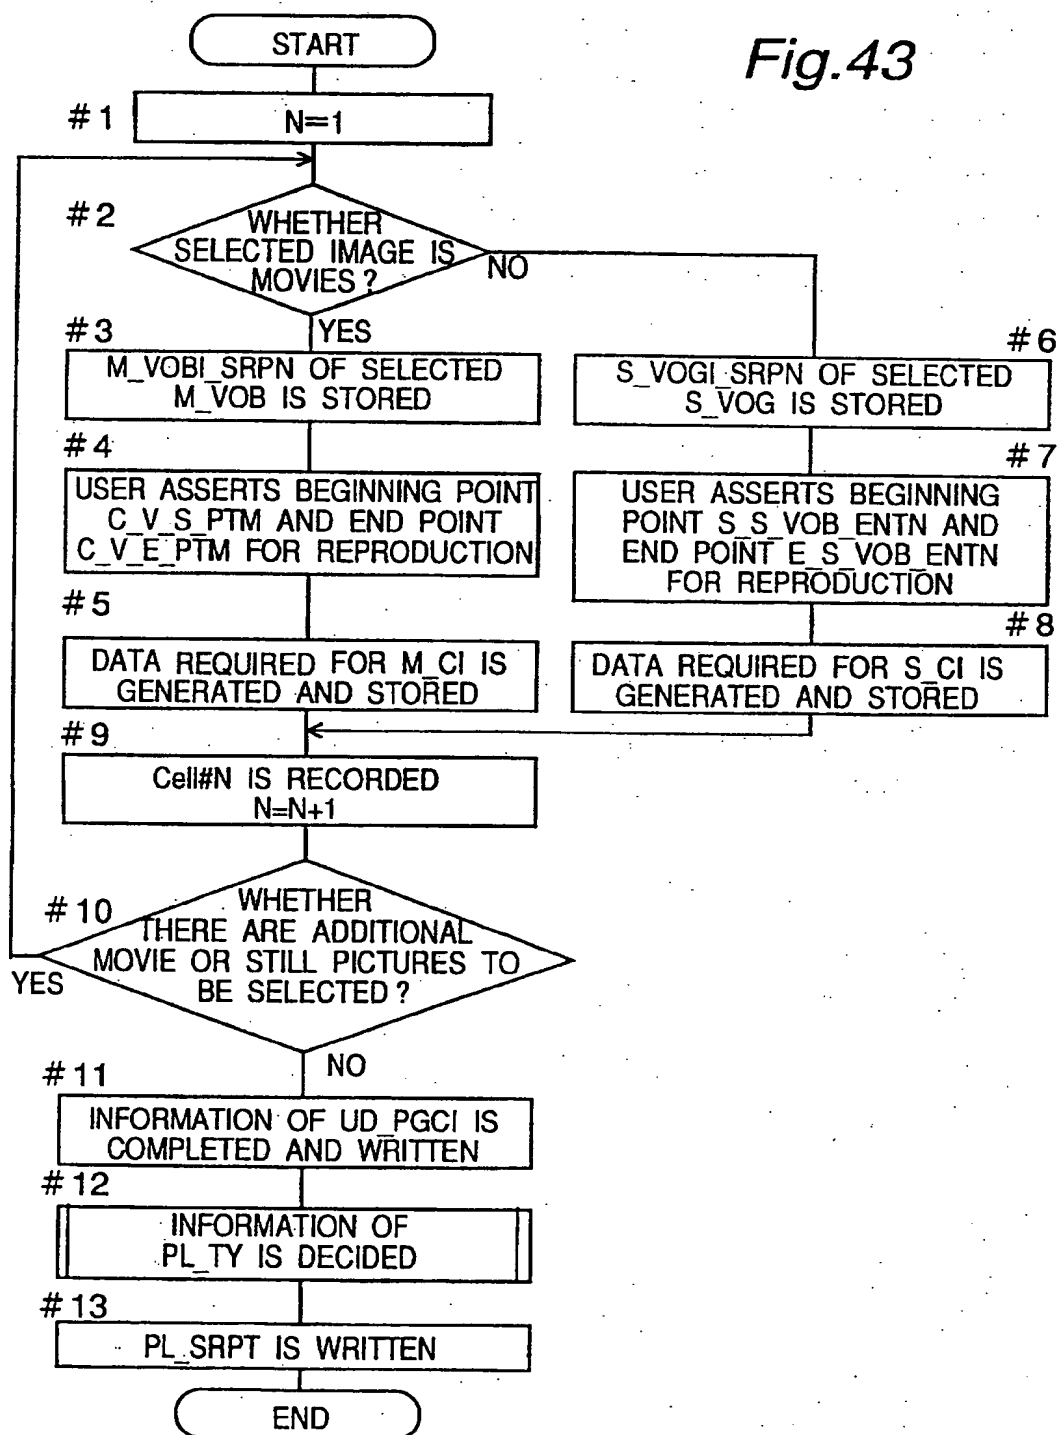 START
Fig.43
#1
N=1
#2
WHETHER
SELECTED IMAGE IS
MOVIES?
NO
YES
#3
M_VOBI_SRPN OF SELECTED
M_VOB IS STORED
#4
USER ASSERTS BEGINNING POINT
C_V_S_PTM AND END POINT
C_V_E_PTM FOR REPRODUCTION
#5
DATA REQUIRED FOR M_CI IS
GENERATED AND STORED
#6
S_VOGI_SRPN OF SELECTED
S_VOG IS STORED
#7
USER ASSERTS BEGINNING
POINT S_S_VOB_ENTN AND
END POINT E_S_VOB_ENTN
FOR REPRODUCTION
#8
DATA REQUIRED FOR S_CI IS
GENERATED AND STORED
#9
Cell#N IS RECORDED
N=N+1
#10
WHETHER
THERE ARE ADDITIONAL
MOVIE OR STILL PICTURES TO
BE SELECTED?
YES
NO
#11
INFORMATION OF UD_PGCI IS
COMPLETED AND WRITTEN
#12
INFORMATION OF
PL_TY IS DECIDED
#13
PL_SRPT IS WRITTEN
END